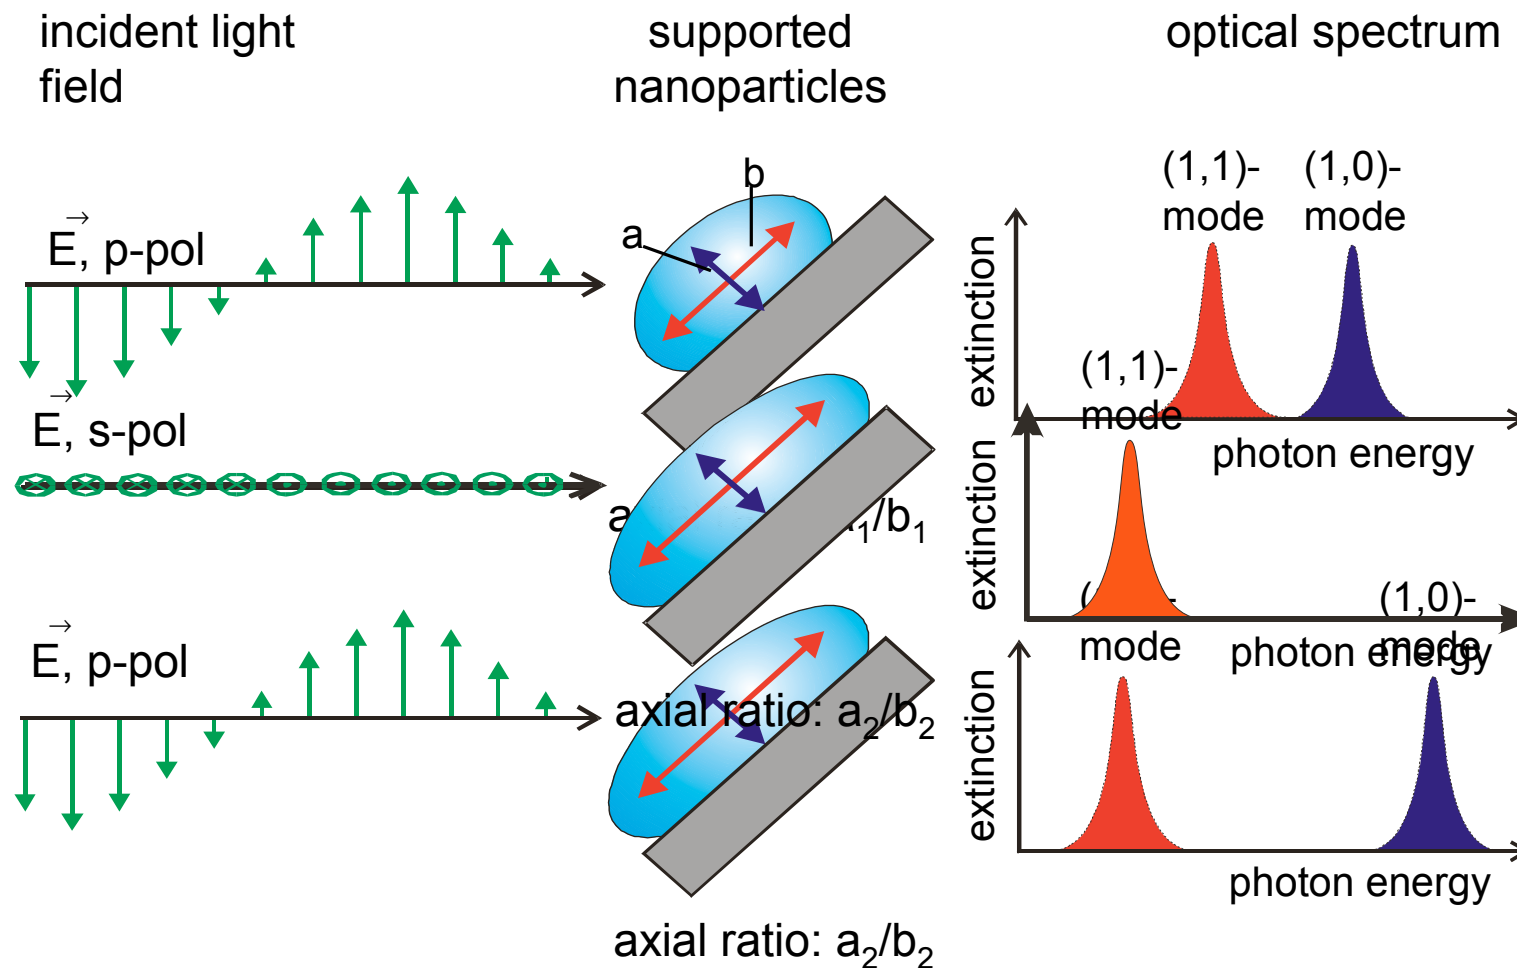 incident light
field
supported
nanoparticles
optical spectrum
E, p-pol
b
a
(1,1)-
mode
(1,0)-
mode
extinction
photon energy
E, s-pol
a
a₁/b₁
(1,1)-
mode
extinction
photon energy
E, p-pol
axial ratio: a₂/b₂
mode
(1,0)-
mode
extinction
photon energy
axial ratio: a₂/b₂